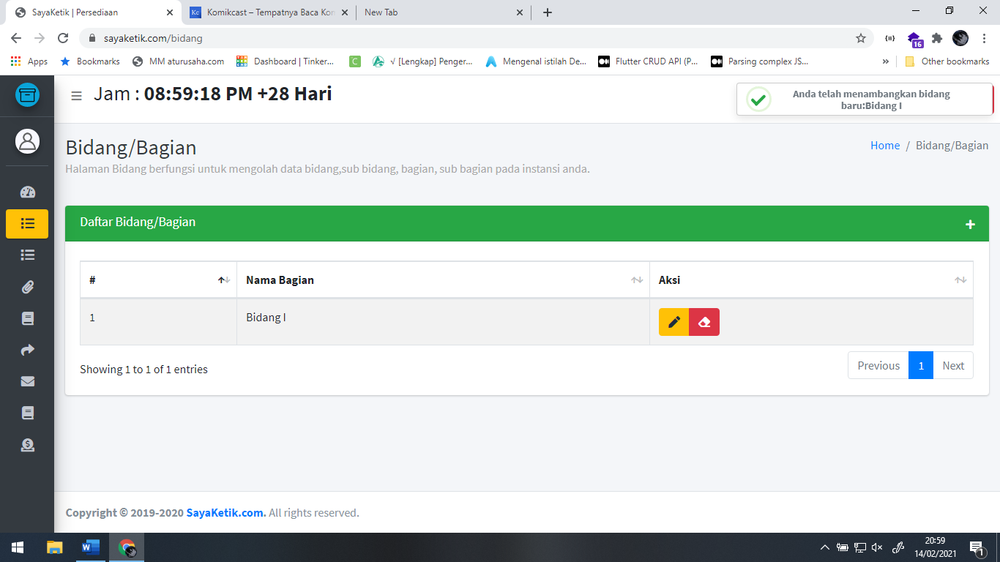 SayaKetik | Persediaan
Kc
Komikcast – Tempatnya Baca Kom
New Tab
sayaketik.com/bidang
16
Apps
Bookmarks
MM aturusaha.com
Dashboard | Tinker...
C
√ [Lengkap] Penger...
Mengenal istilah De...
Flutter CRUD API (P...
Parsing complex JS...
»
Other bookmarks
Jam : 08:59:18 PM +28 Hari
Anda telah menambangkan bidang
baru:Bidang I
Bidang/Bagian
Home / Bidang/Bagian
Halaman Bidang berfungsi untuk mengolah data bidang,sub bidang, bagian, sub bagian pada instansi anda.
Daftar Bidang/Bagian
# Nama Bagian Aksi
1 Bidang I
Showing 1 to 1 of 1 entries
Previous 1 Next
Copyright © 2019-2020 SayaKetik.com. All rights reserved.
20:59
14/02/2021
1